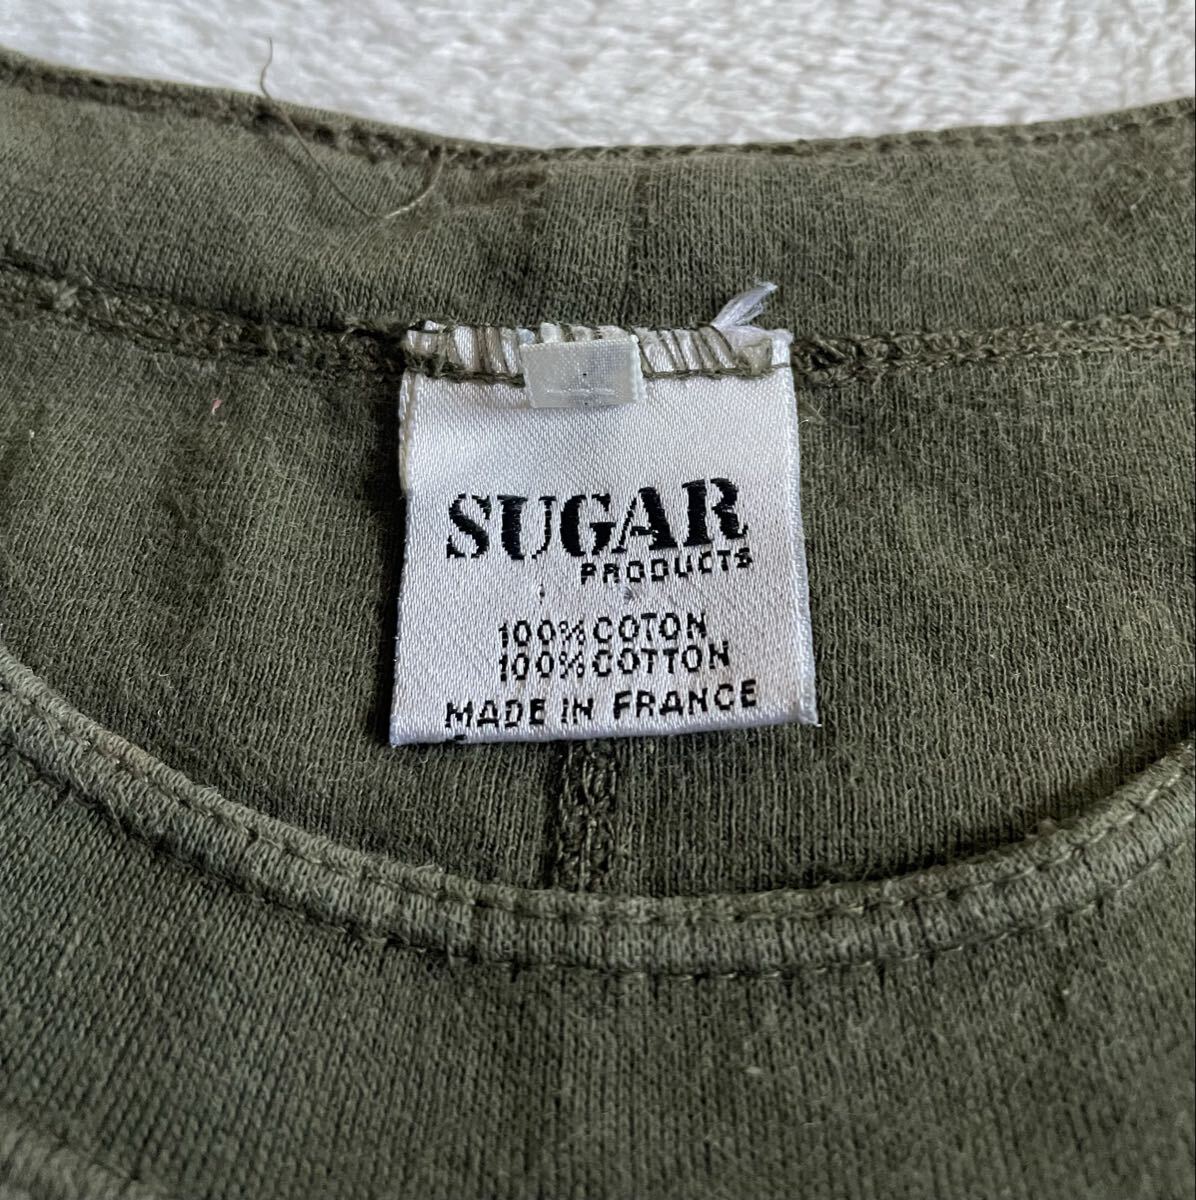 SUGAR
PRODUCTS
100% COTON
100% COTTON
MADE IN FRANCE